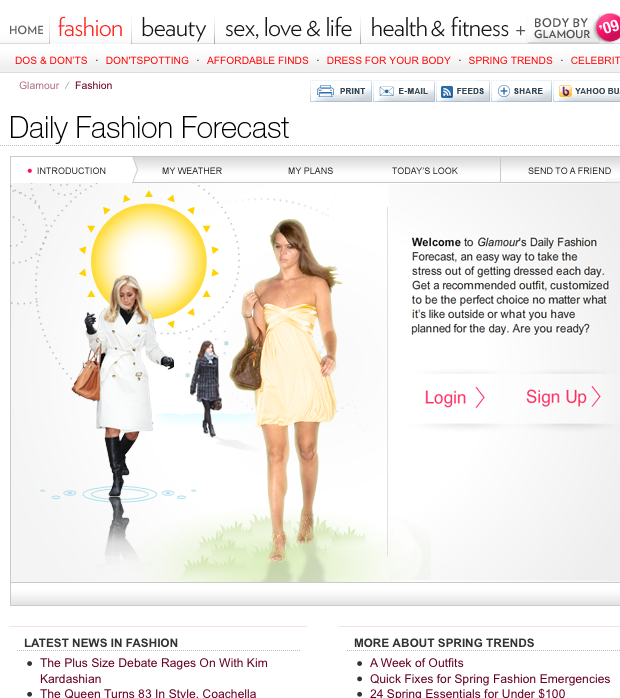 HOME fashion beauty sex, love & life health & fitness + BODY BY GLAMOUR '09
DOS & DON'TS · DON'TSPOTTING · AFFORDABLE FINDS · DRESS FOR YOUR BODY · SPRING TRENDS · CELEBRIT
Glamour / Fashion
PRINT E-MAIL FEEDS SHARE YAHOO BU
Daily Fashion Forecast
• INTRODUCTION MY WEATHER MY PLANS TODAY'S LOOK SEND TO A FRIEND
Welcome to Glamour's Daily Fashion
Forecast, an easy way to take the
stress out of getting dressed each day.
Get a recommended outfit, customized
to be the perfect choice no matter what
it's like outside or what you have
planned for the day. Are you ready?
Login Sign Up
LATEST NEWS IN FASHION
• The Plus Size Debate Rages On With Kim
Kardashian
• The Queen Turns 83 In Style, Coachella
MORE ABOUT SPRING TRENDS
• A Week of Outfits
• Quick Fixes for Spring Fashion Emergencies
• 24 Spring Essentials for Under $100